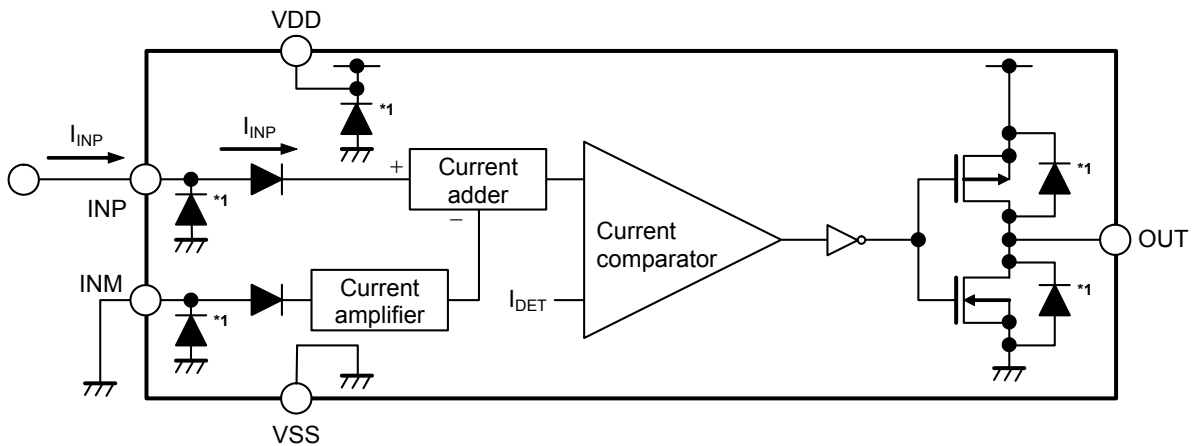 VDD
*1
I_INP
I_INP
INP
*1
+
Current
adder
−
Current
comparator
*1
OUT
INM
*1
Current
amplifier
I_DET
*1
VSS